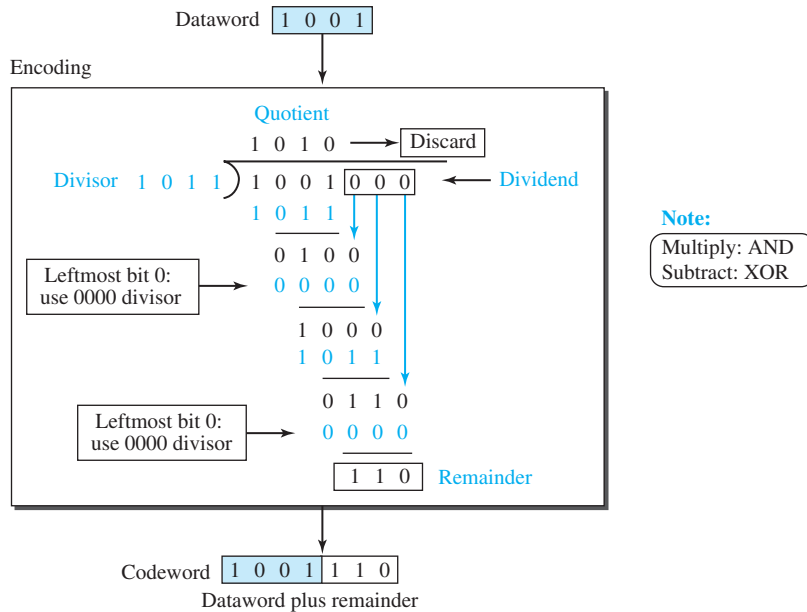 Dataword 1 0 0 1
Encoding
Quotient
1 0 1 0 Discard
Divisor 1 0 1 1 1 0 0 1 0 0 0 Dividend
1 0 1 1
0 1 0 0
Leftmost bit 0:
use 0000 divisor
0 0 0 0
1 0 0 0
1 0 1 1
0 1 1 0
Leftmost bit 0:
use 0000 divisor
0 0 0 0
1 1 0 Remainder
Note:
Multiply: AND
Subtract: XOR
Codeword 1 0 0 1 1 1 0
Dataword plus remainder